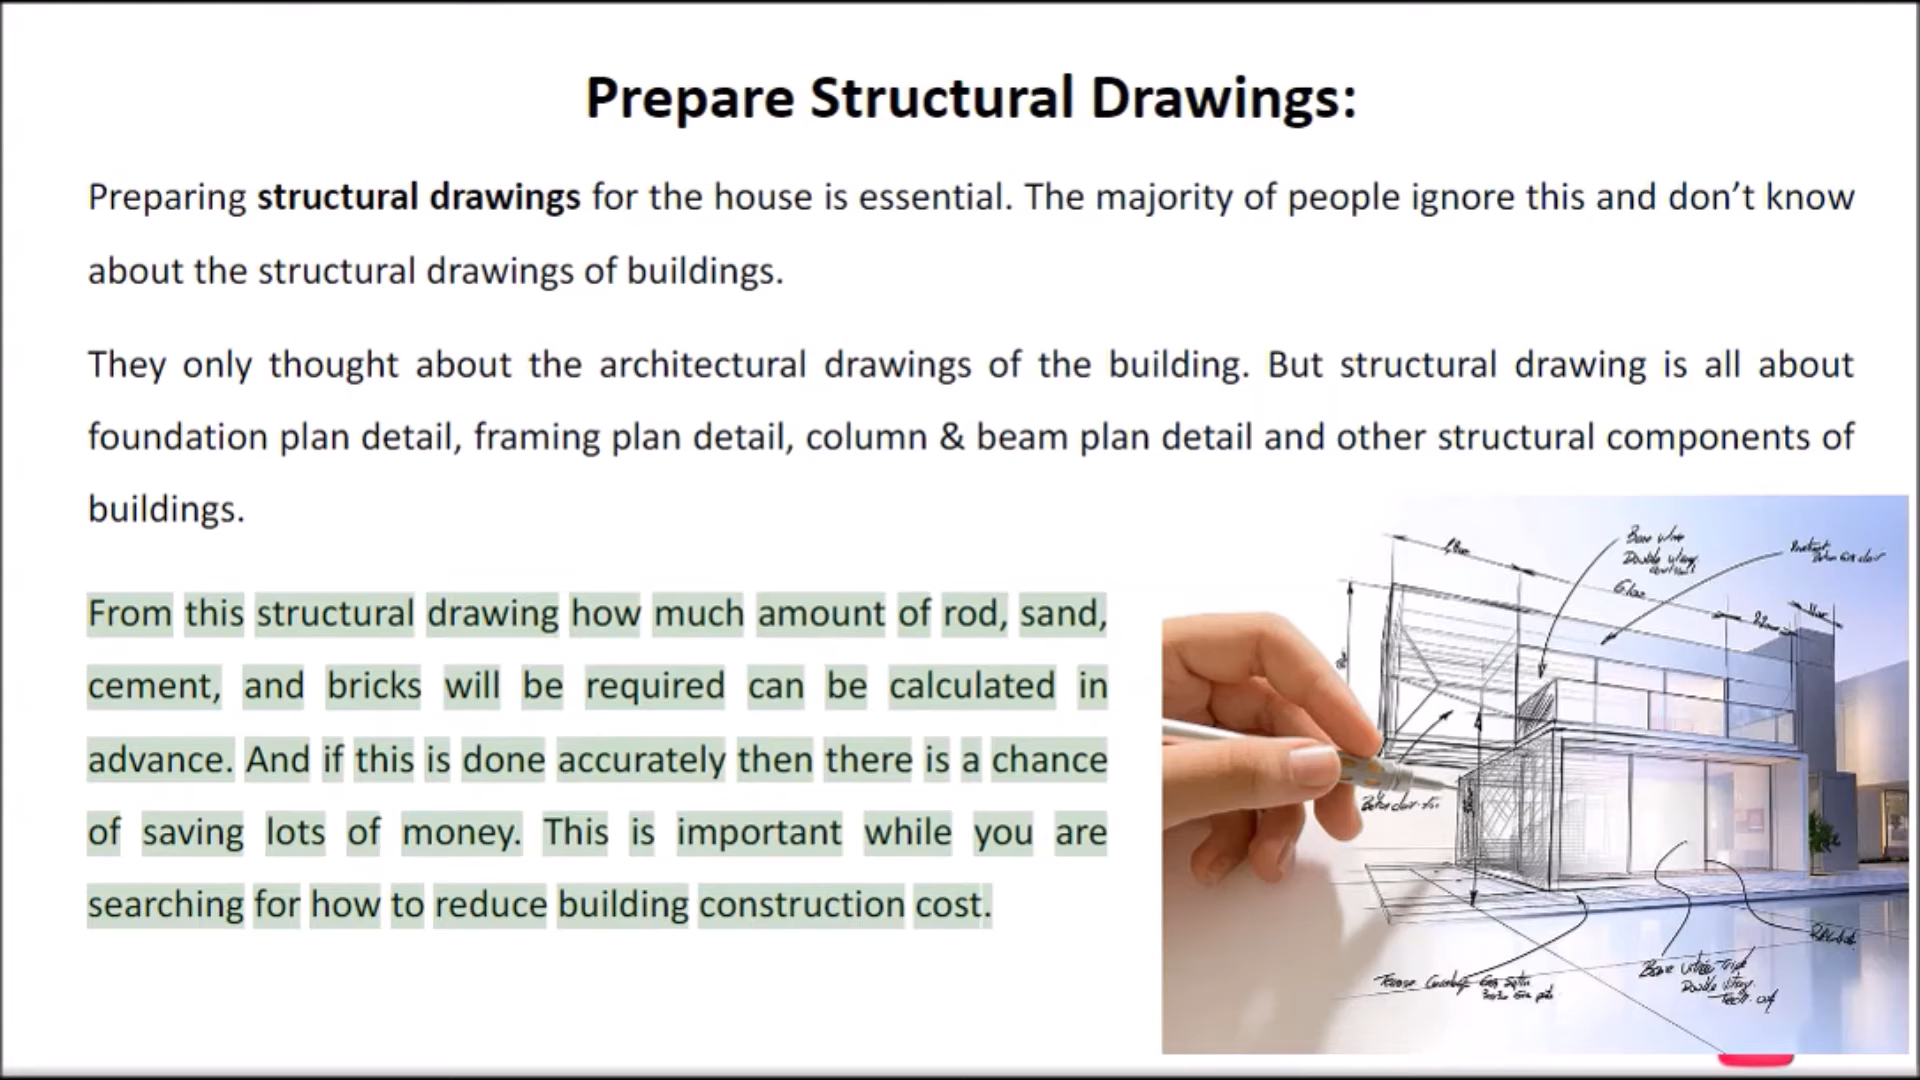 Prepare Structural Drawings:
Preparing structural drawings for the house is essential. The majority of people ignore this and don’t know
about the structural drawings of buildings.
They only thought about the architectural drawings of the building. But structural drawing is all about
foundation plan detail, framing plan detail, column & beam plan detail and other structural components of
buildings.
From this structural drawing how much amount of rod, sand,
cement, and bricks will be required can be calculated in
advance. And if this is done accurately then there is a chance
of saving lots of money. This is important while you are
searching for how to reduce building construction cost.